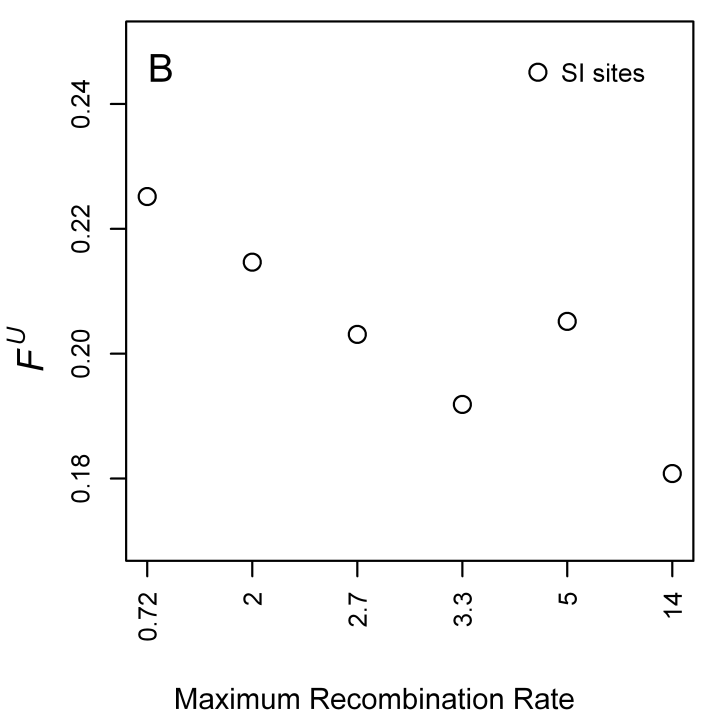 B
SI sites
0.24
0.22
0.20
0.18
F^U
0.72 2 2.7 3.3 5 14
Maximum Recombination Rate